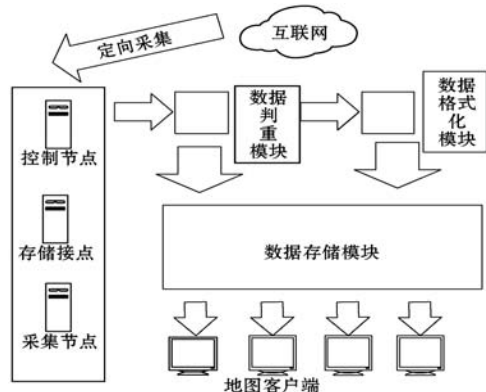 互联网
定向采集
控制节点
存储接点
采集节点
数据
判
重
模块
数据
格式
化
模块
数据存储模块
地图客户端